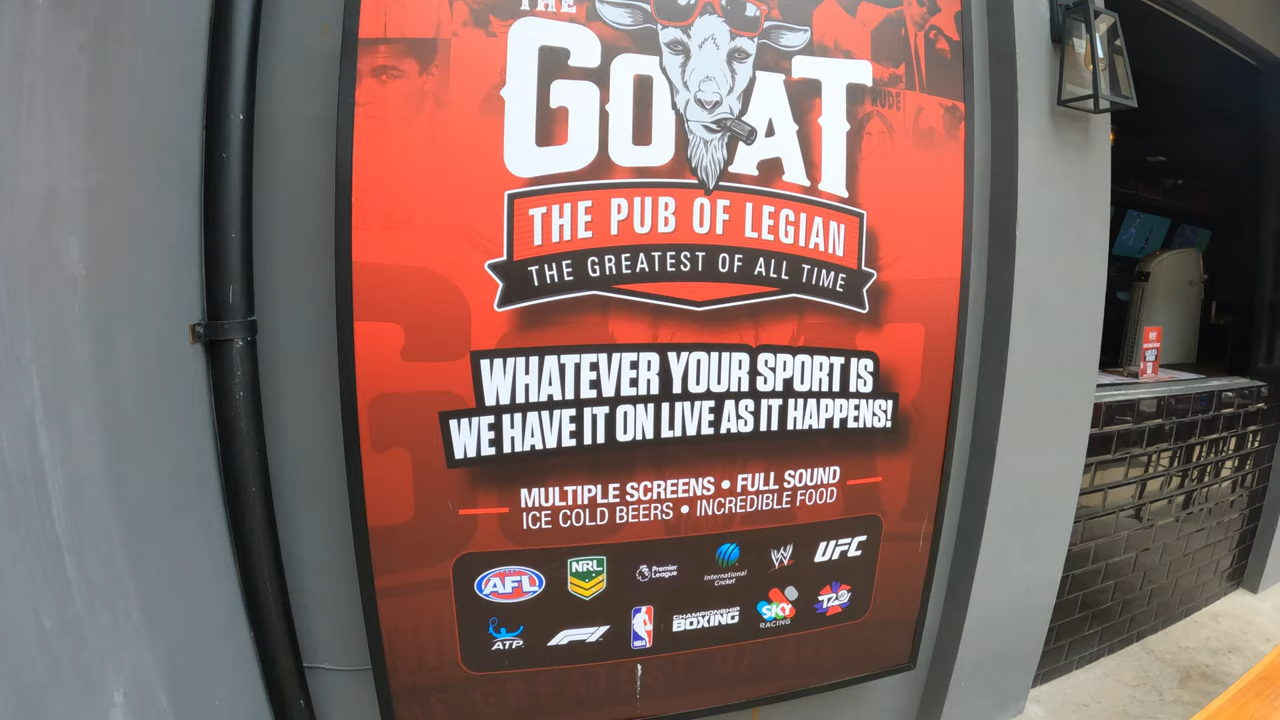 THE
GOAT
RUDE
THE PUB OF LEGIAN
THE GREATEST OF ALL TIME
WHATEVER YOUR SPORT IS
WE HAVE IT ON LIVE AS IT HAPPENS!
MULTIPLE SCREENS • FULL SOUND
ICE COLD BEERS • INCREDIBLE FOOD
AFL
NRL
Premier
League
International
Cricket
W
UFC
ATP
F1
NBA
CHAMPIONSHIP
BOXING
SKY
RACING
T20